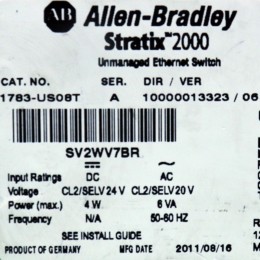 AB Allen-Bradley
Stratix™2000
Unmanaged Ethernet Switch
CAT. NO. SER. DIR / VER
1783-US08T A 10000013323 / 06
SV2WV7BR
Input Ratings DC AC
Voltage CL2/SELV 24 V CL2/SELV 20 V
Power (max.) 4 W 6 VA
Frequency N/A 50-60 HZ
SEE INSTALL GUIDE
PRODUCT OF GERMANY MFG DATE 2011/08/16